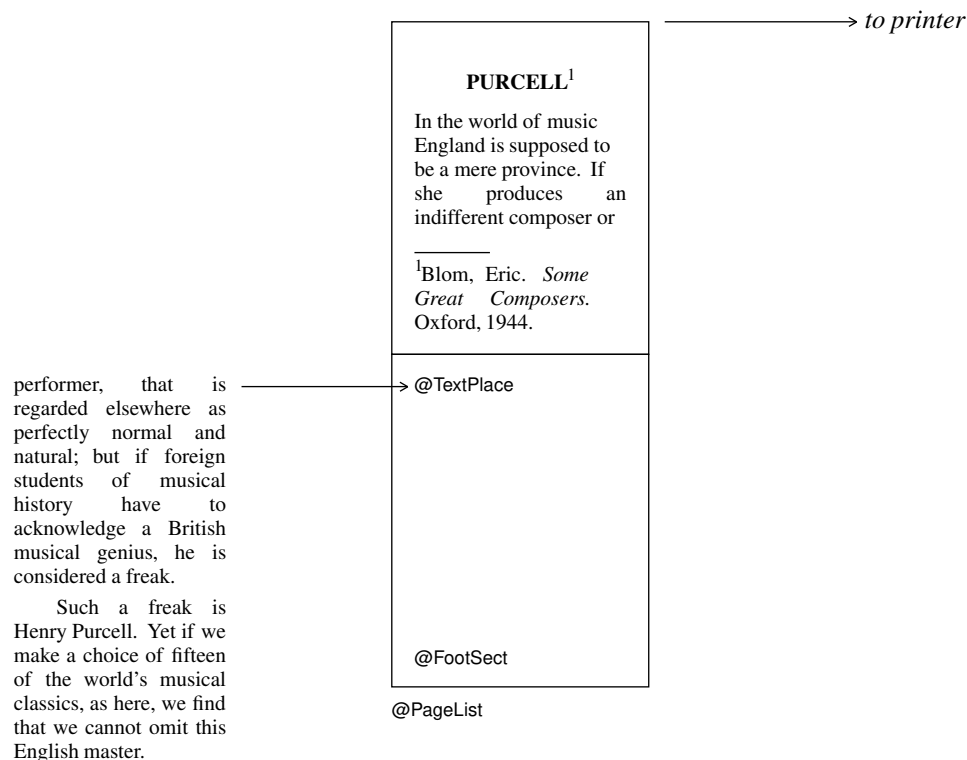 to printer
PURCELL1
In the world of music
England is supposed to
be a mere province. If
she produces an
indifferent composer or
1Blom, Eric. Some
Great Composers.
Oxford, 1944.
performer, that is
regarded elsewhere as
perfectly normal and
natural; but if foreign
students of musical
history have to
acknowledge a British
musical genius, he is
considered a freak.
Such a freak is
Henry Purcell. Yet if we
make a choice of fifteen
of the world's musical
classics, as here, we find
that we cannot omit this
English master.
@TextPlace
@FootSect
@PageList